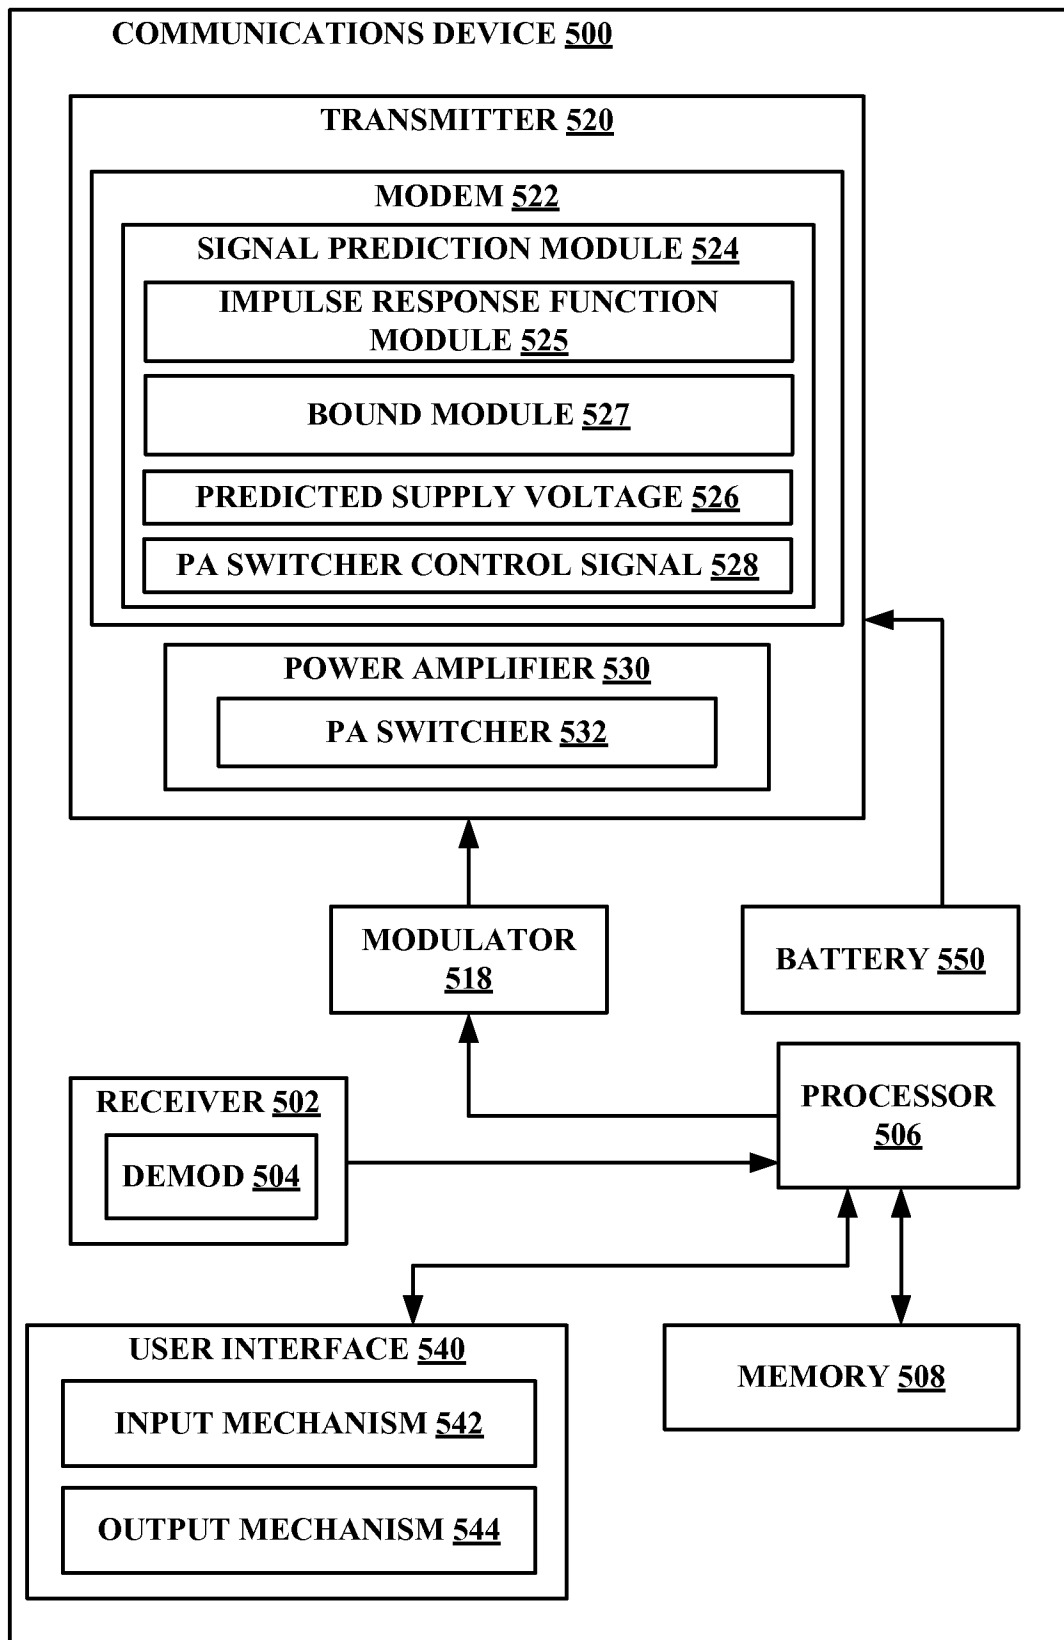 COMMUNICATIONS DEVICE 500
TRANSMITTER 520
MODEM 522
SIGNAL PREDICTION MODULE 524
IMPULSE RESPONSE FUNCTION
MODULE 525
BOUND MODULE 527
PREDICTED SUPPLY VOLTAGE 526
PA SWITCHER CONTROL SIGNAL 528
POWER AMPLIFIER 530
PA SWITCHER 532
MODULATOR
518
BATTERY 550
RECEIVER 502
DEMOD 504
PROCESSOR
506
USER INTERFACE 540
INPUT MECHANISM 542
OUTPUT MECHANISM 544
MEMORY 508